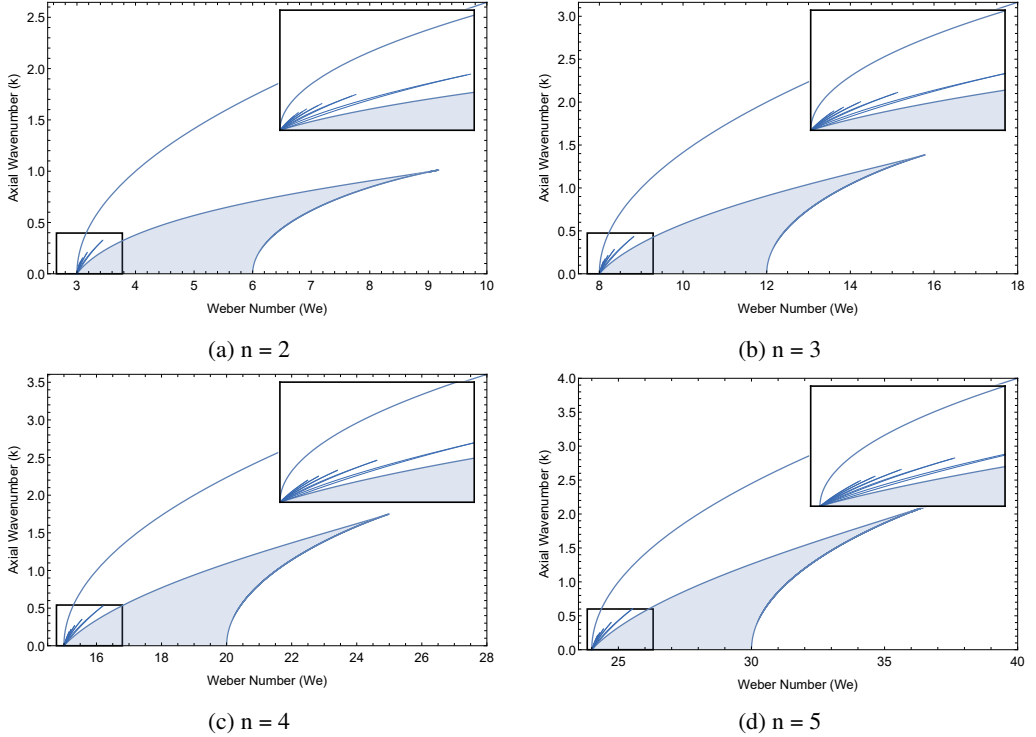 2.5
2.0
1.5
1.0
0.5
0.0
Axial Wavenumber (k)
3 4 5 6 7 8 9 10
Weber Number (We)
(a) n = 2
3.0
2.5
2.0
1.5
1.0
0.5
0.0
Axial Wavenumber (k)
8 10 12 14 16 18
Weber Number (We)
(b) n = 3
3.5
3.0
2.5
2.0
1.5
1.0
0.5
0.0
Axial Wavenumber (k)
16 18 20 22 24 26 28
Weber Number (We)
(c) n = 4
4.0
3.5
3.0
2.5
2.0
1.5
1.0
0.5
0.0
Axial Wavenumber (k)
25 30 35 40
Weber Number (We)
(d) n = 5